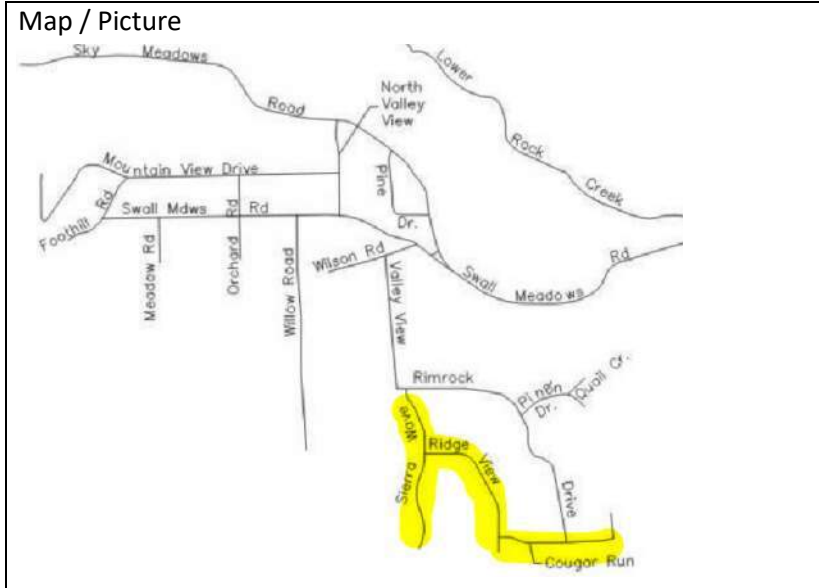 Map / Picture
Sky Meadows Road
North
Valley
View
Lower Rock Creek
Mountain View Drive
Pine Dr.
Foothill Rd
Swall Mdws Rd
Meadow Rd
Orchard Rd
Willow Road
Wilson Rd
Valley View
Swall Meadows Rd
Rimrock Drive
Pinon Dr.
Quail Cr.
Sierra Wave
Ridge View
Cougar Run